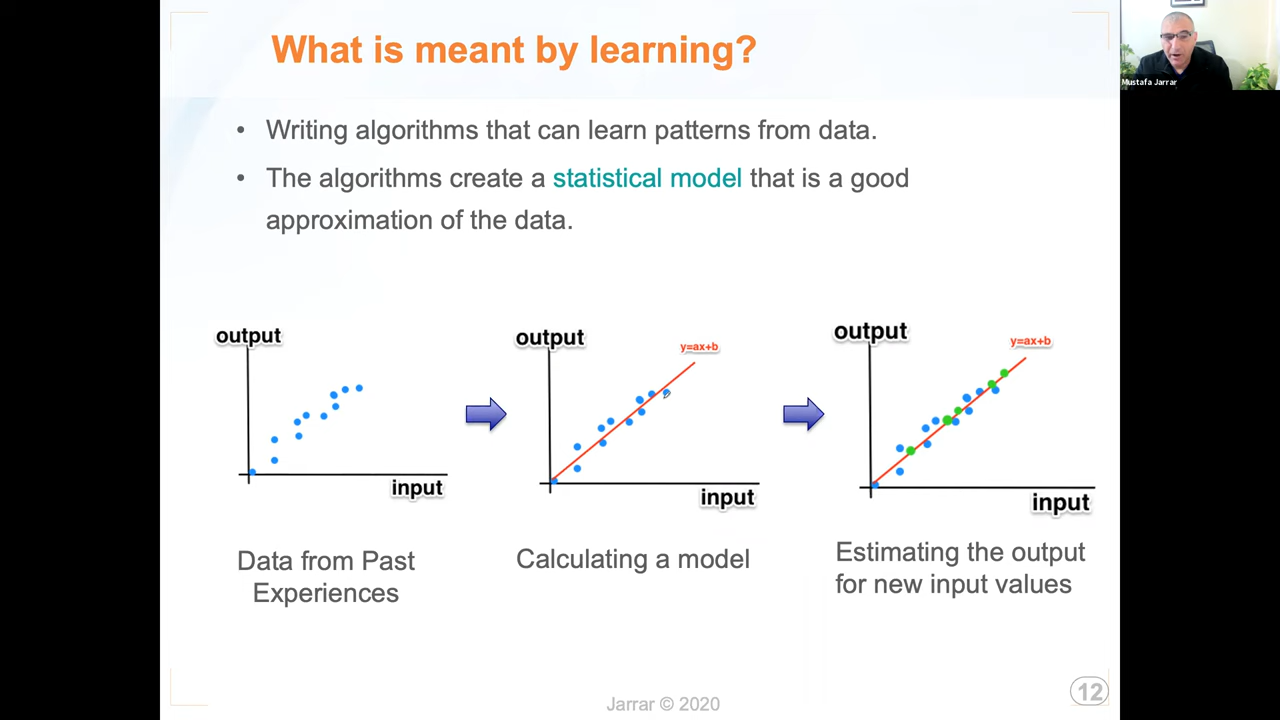 What is meant by learning?
Mustafa Jarrar
• Writing algorithms that can learn patterns from data.
• The algorithms create a statistical model that is a good
approximation of the data.
output
input
Data from Past
Experiences
output
y=ax+b
input
Calculating a model
output
y=ax+b
input
Estimating the output
for new input values
Jarrar © 2020
12